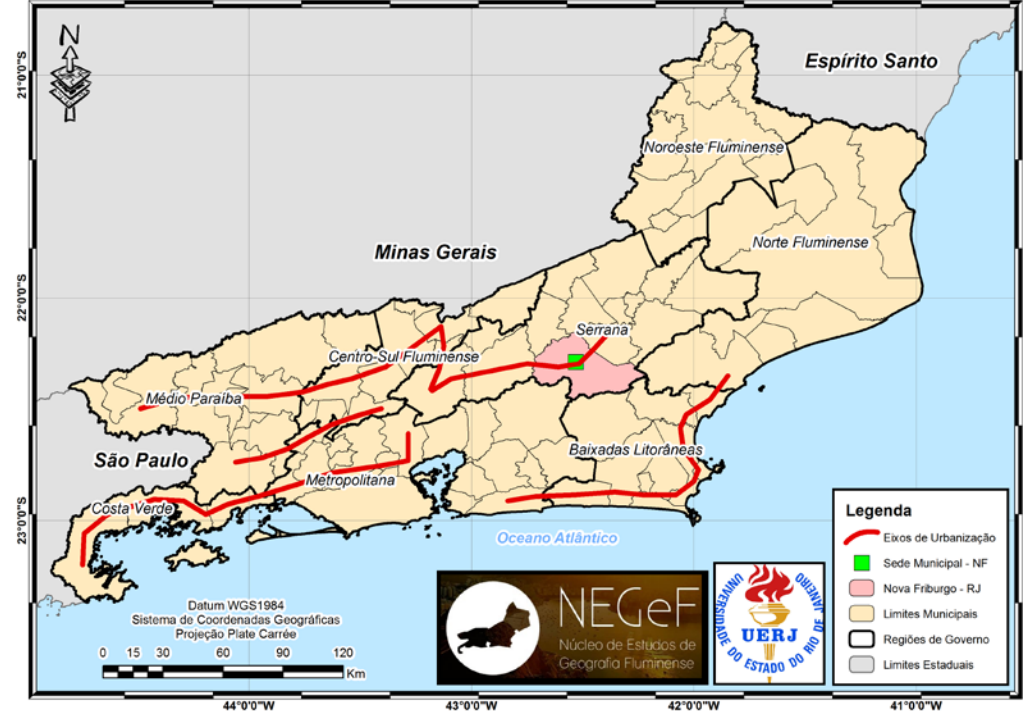 N
21°0'0"S
22°0'0"S
23°0'0"S
Espírito Santo
Noroeste Fluminense
Norte Fluminense
Minas Gerais
Serrana
Centro-Sul Fluminense
Médio Paraíba
Baixadas Litorâneas
São Paulo
Metropolitana
Costa Verde
Oceano Atlântico
Datum WGS1984
Sistema de Coordenadas Geográficas
Projeção Plate Carrée
0 15 30 60 90 120
Km
NEGeF
Núcleo de Estudos de
Geografia Fluminense
UNIVERSIDADE DO ESTADO DO RIO DE JANEIRO
UERJ
Legenda
Eixos de Urbanização
Sede Municipal - NF
Nova Friburgo - RJ
Limites Municipais
Regiões de Governo
Limites Estaduais
44°0'0"W 43°0'0"W 42°0'0"W 41°0'0"W